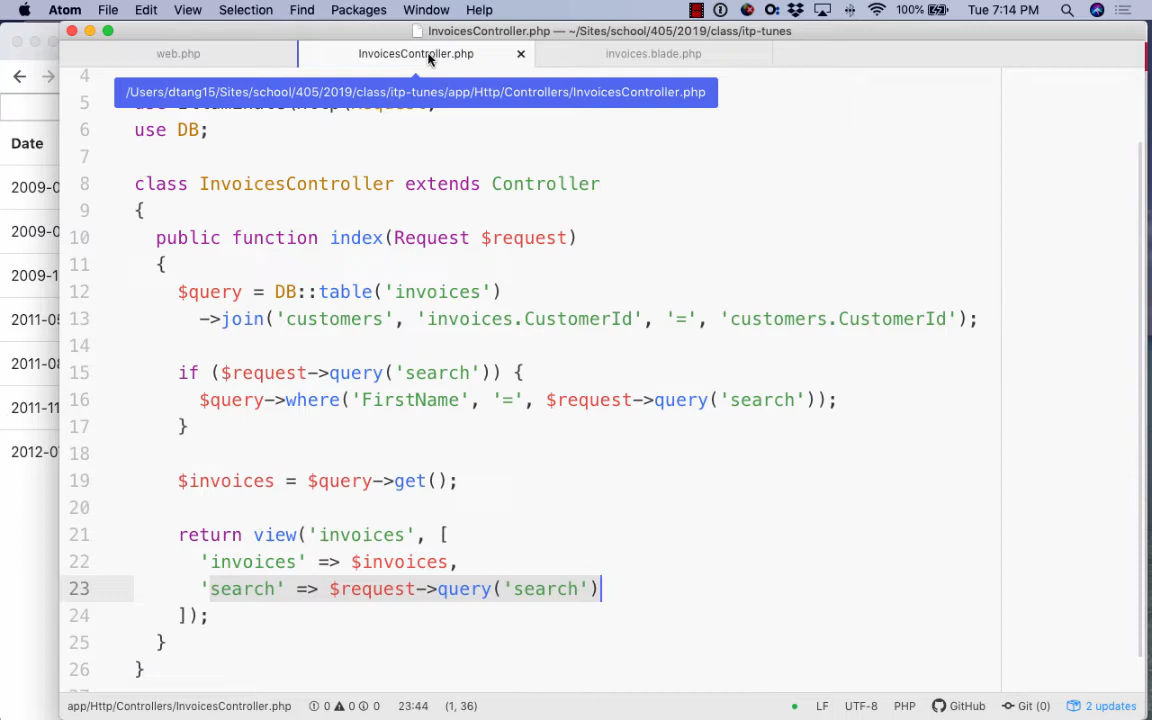 Atom File Edit View Selection Find Packages Window Help 100% Tue 7:14 PM
InvoicesController.php — ~/Sites/school/405/2019/class/itp-tunes
web.php InvoicesController.php × invoices.blade.php
/Users/dtang15/Sites/school/405/2019/class/itp-tunes/app/Http/Controllers/InvoicesController.php
4
5
6 use DB;
7
8 class InvoicesController extends Controller
9 {
10 public function index(Request $request)
11 {
12 $query = DB::table('invoices')
13 ->join('customers', 'invoices.CustomerId', '=', 'customers.CustomerId');
14
15 if ($request->query('search')) {
16 $query->where('FirstName', '=', $request->query('search'));
17 }
18
19 $invoices = $query->get();
20
21 return view('invoices', [
22 'invoices' => $invoices,
23 'search' => $request->query('search')
24 ]);
25 }
26 }
Date
2009-0
2009-0
2009-1
2011-05
2011-08
2011-11
2012-07
app/Http/Controllers/InvoicesController.php 0 0 0 23:44 (1, 36) LF UTF-8 PHP GitHub Git (0) 2 updates